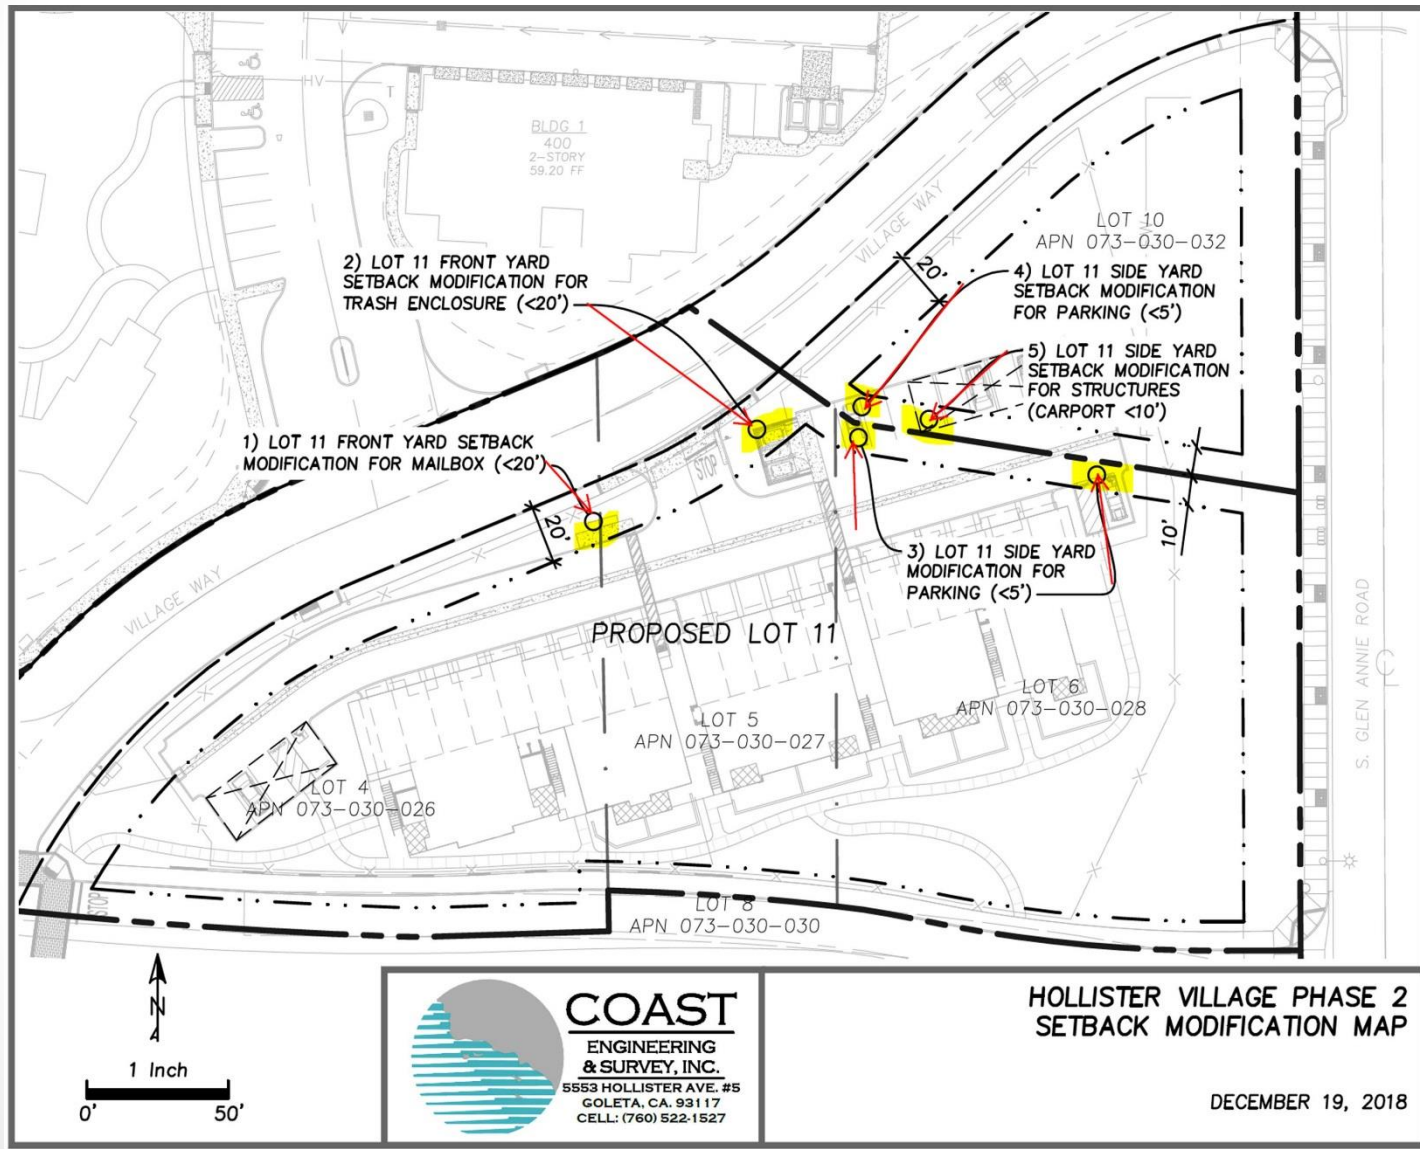 HV
T
BLDG 1
400
2-STORY
59.20 FF
VILLAGE WAY
LOT 10
APN 073-030-032
2) LOT 11 FRONT YARD
SETBACK MODIFICATION FOR
TRASH ENCLOSURE (<20')
20'
4) LOT 11 SIDE YARD
SETBACK MODIFICATION
FOR PARKING (<5')
5) LOT 11 SIDE YARD
SETBACK MODIFICATION
FOR STRUCTURES
(CARPORT <10')
1) LOT 11 FRONT YARD SETBACK
MODIFICATION FOR MAILBOX (<20')
STOP
20'
10'
3) LOT 11 SIDE YARD
MODIFICATION FOR
PARKING (<5')
VILLAGE WAY
PROPOSED LOT 11
S. GLEN ANNIE ROAD
LOT 6
APN 073-030-028
LOT 5
APN 073-030-027
LOT 4
APN 073-030-026
STOP
LOT 8
APN 073-030-030
N
1 Inch
0' 50'
COAST
ENGINEERING
& SURVEY, INC.
5553 HOLLISTER AVE. #5
GOLETA, CA. 93117
CELL: (760) 522-1527
HOLLISTER VILLAGE PHASE 2
SETBACK MODIFICATION MAP
DECEMBER 19, 2018